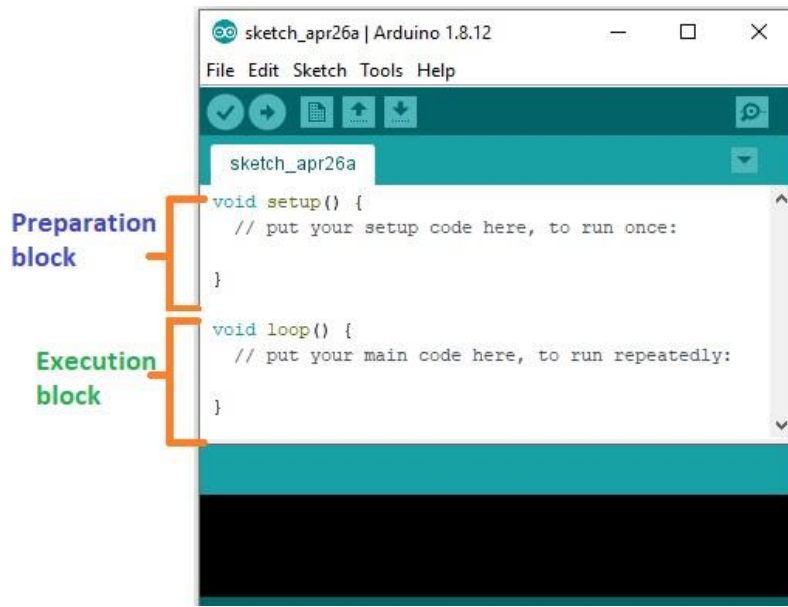 sketch_apr26a | Arduino 1.8.12
File Edit Sketch Tools Help
sketch_apr26a
Preparation
block
void setup() {
// put your setup code here, to run once:
}
Execution
block
void loop() {
// put your main code here, to run repeatedly:
}